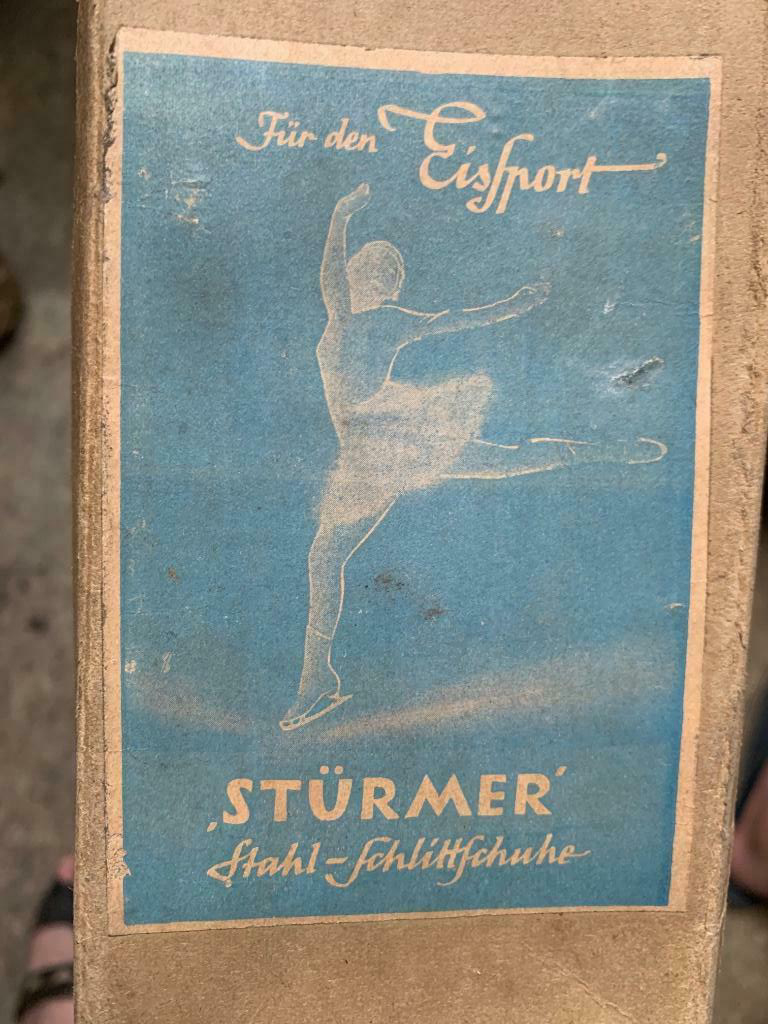 Für den Eisſport
‚STÜRMER‘
Stahl-Schlittſchuhe